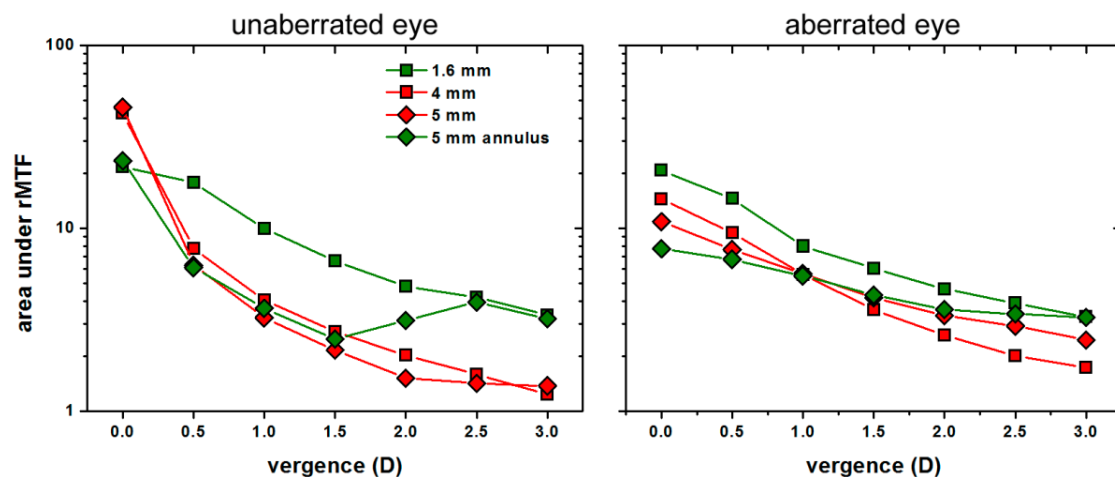 unaberrated eye
aberrated eye
area under rMTF
100
10
1
1.6 mm
4 mm
5 mm
5 mm annulus
0.0 0.5 1.0 1.5 2.0 2.5 3.0
vergence (D)
0.0 0.5 1.0 1.5 2.0 2.5 3.0
vergence (D)